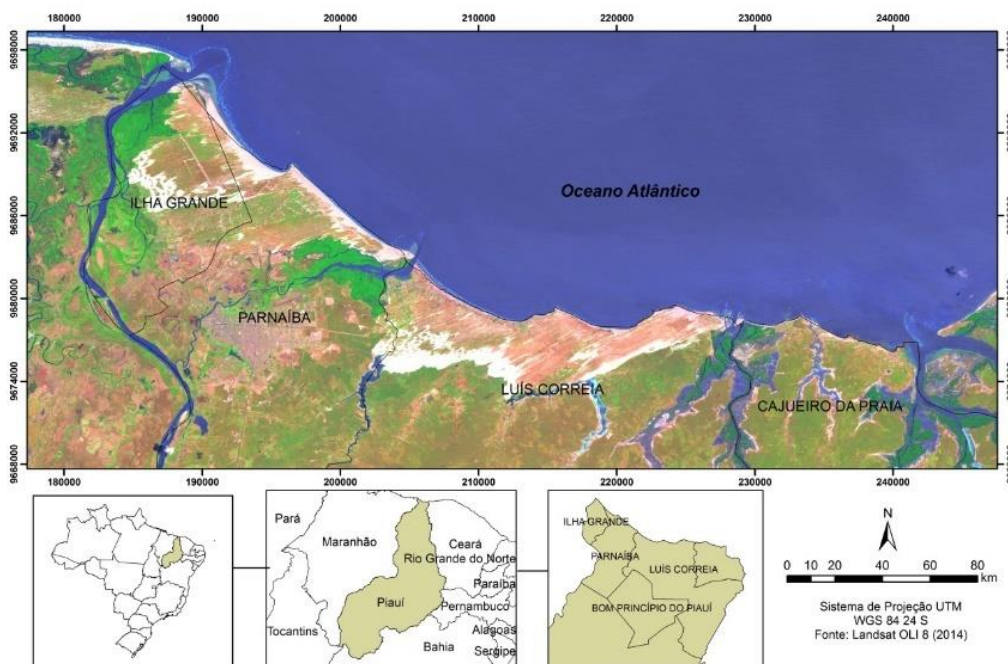 180000 190000 200000 210000 220000 230000 240000
9698000
9692000
9686000
9680000
9674000
9668000
Oceano Atlântico
ILHA GRANDE
PARNAÍBA
LUÍS CORREIA
CAJUEIRO DA PRAIA
180000 190000 200000 210000 220000 230000 240000
Pará
Maranhão
Ceará
Rio Grande do Norte
Paraíba
Piauí
Pernambuco
Tocantins
Alagoas
Bahia
Sergipe
ILHA GRANDE
PARNAÍBA
LUÍS CORREIA
BOM PRINCÍPIO DO PIAUÍ
N
0 10 20 40 60 80
km
Sistema de Projeção UTM
WGS 84 24 S
Fonte: Landsat OLI 8 (2014)